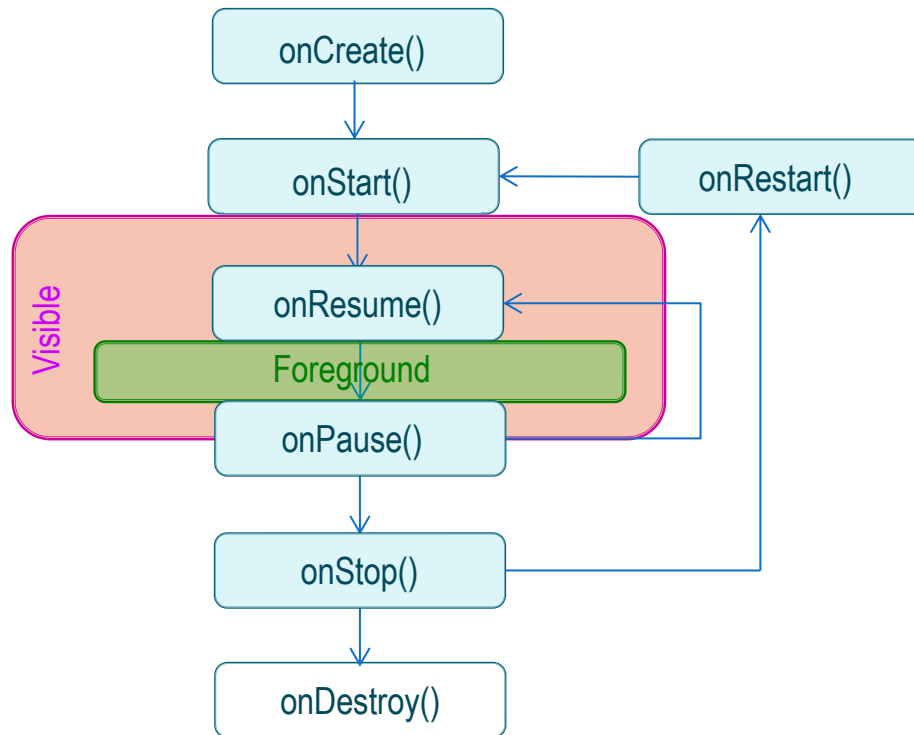 onCreate()
onStart()
onRestart()
Visible
onResume()
Foreground
onPause()
onStop()
onDestroy()